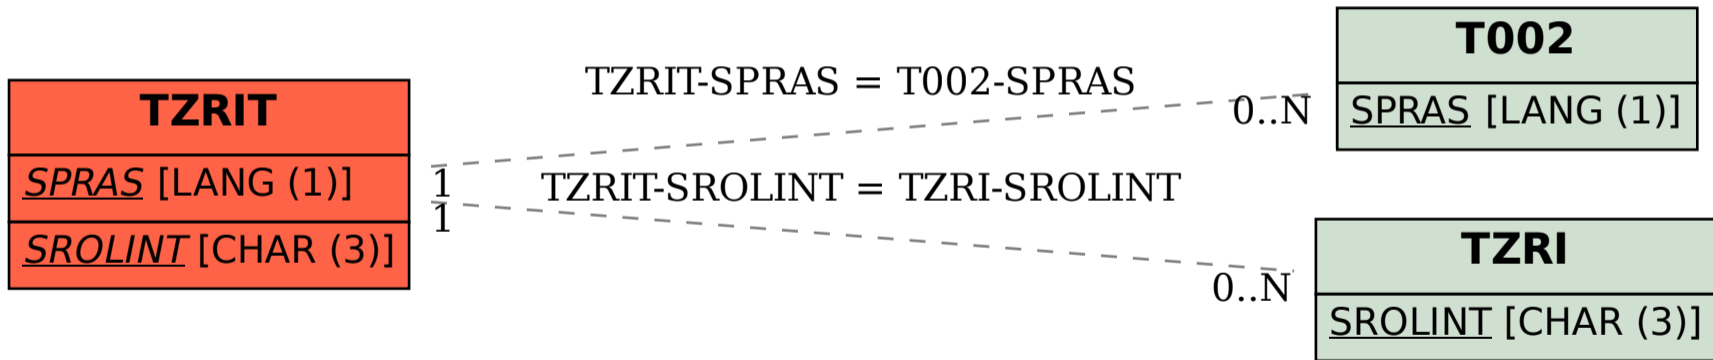 TZRIT
SPRAS [LANG (1)]
SROLINT [CHAR (3)]
TZRIT-SPRAS = T002-SPRAS
1
0..N
TZRIT-SROLINT = TZRI-SROLINT
1
0..N
T002
SPRAS [LANG (1)]
TZRI
SROLINT [CHAR (3)]